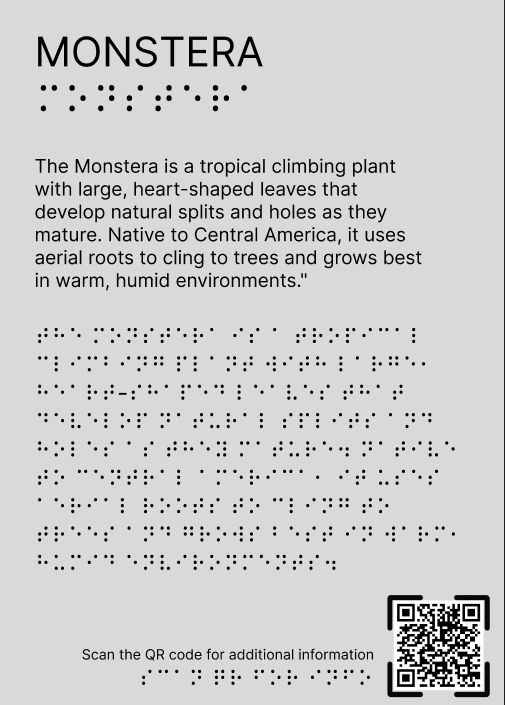 MONSTERA
⠍⠕⠝⠎⠞⠑⠗⠁
The Monstera is a tropical climbing plant
with large, heart-shaped leaves that
develop natural splits and holes as they
mature. Native to Central America, it uses
aerial roots to cling to trees and grows best
in warm, humid environments."
⠞⠓⠑ ⠍⠕⠝⠎⠞⠑⠗⠁ ⠊⠎ ⠁ ⠞⠗⠕⠏⠊⠉⠁⠇
⠉⠇⠊⠍⠃⠊⠝⠛ ⠏⠇⠁⠝⠞ ⠺⠊⠞⠓ ⠇⠁⠗⠛⠑⠂
⠓⠑⠁⠗⠞-⠎⠓⠁⠏⠑⠙ ⠇⠑⠁⠧⠑⠎ ⠞⠓⠁⠞
⠙⠑⠧⠑⠇⠕⠏ ⠝⠁⠞⠥⠗⠁⠇ ⠎⠏⠇⠊⠞⠎ ⠁⠝⠙
⠓⠕⠇⠑⠎ ⠁⠎ ⠞⠓⠑⠽ ⠍⠁⠞⠥⠗⠑⠲ ⠝⠁⠞⠊⠧⠑
⠞⠕ ⠉⠑⠝⠞⠗⠁⠇ ⠁⠍⠑⠗⠊⠉⠁⠂ ⠊⠞ ⠥⠎⠑⠎
⠁⠑⠗⠊⠁⠇ ⠗⠕⠕⠞⠎ ⠞⠕ ⠉⠇⠊⠝⠛ ⠞⠕
⠞⠗⠑⠑⠎ ⠁⠝⠙ ⠛⠗⠕⠺⠎ ⠃⠑⠎⠞ ⠊⠝ ⠺⠁⠗⠍⠂
⠓⠥⠍⠊⠙ ⠑⠝⠧⠊⠗⠕⠝⠍⠑⠝⠞⠎⠲
Scan the QR code for additional information
⠎⠉⠁⠝ ⠟⠗ ⠋⠕⠗ ⠊⠝⠋⠕